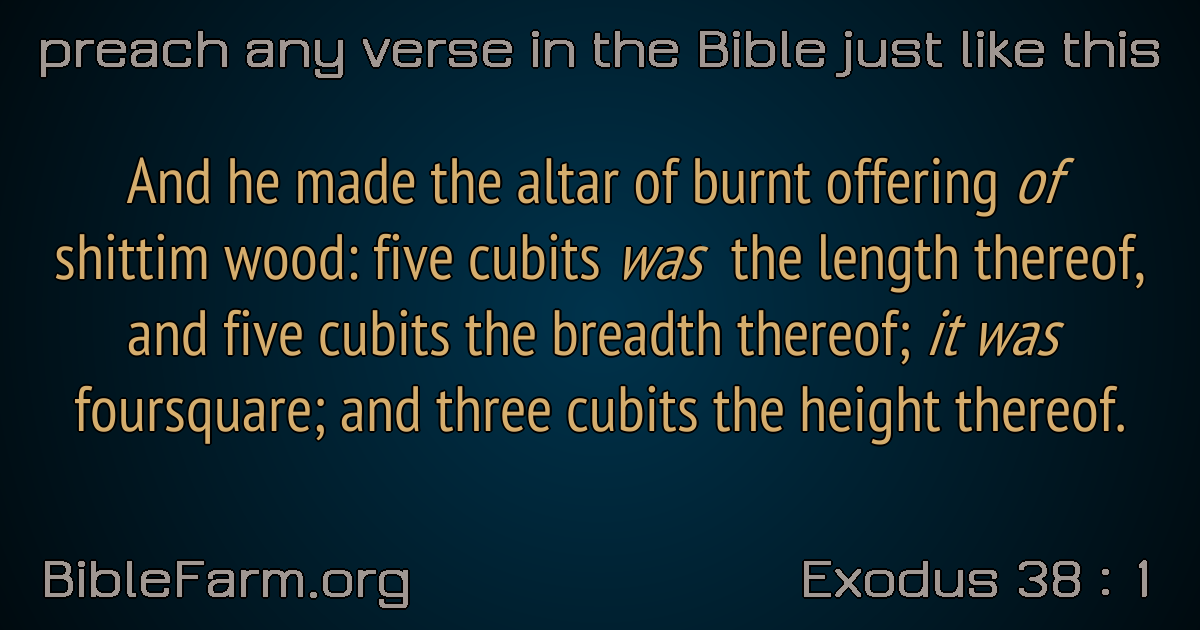 preach any verse in the Bible just like this
And he made the altar of burnt offering of
shittim wood: five cubits was the length thereof,
and five cubits the breadth thereof; it was
foursquare; and three cubits the height thereof.
BibleFarm.org
Exodus 38 : 1